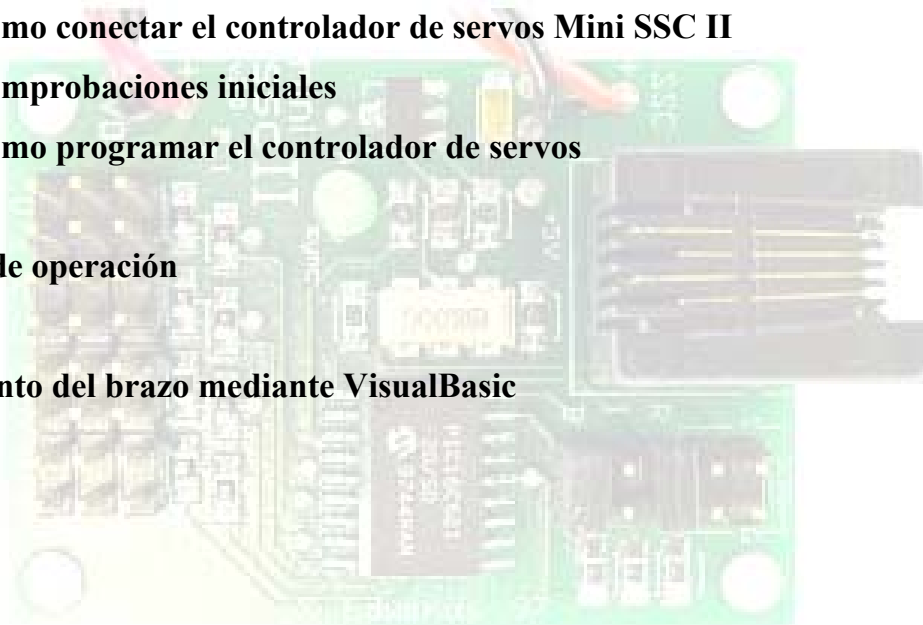 mo conectar el controlador de servos Mini SSC II
mprobaciones iniciales
mo programar el controlador de servos
de operación
nto del brazo mediante VisualBasic